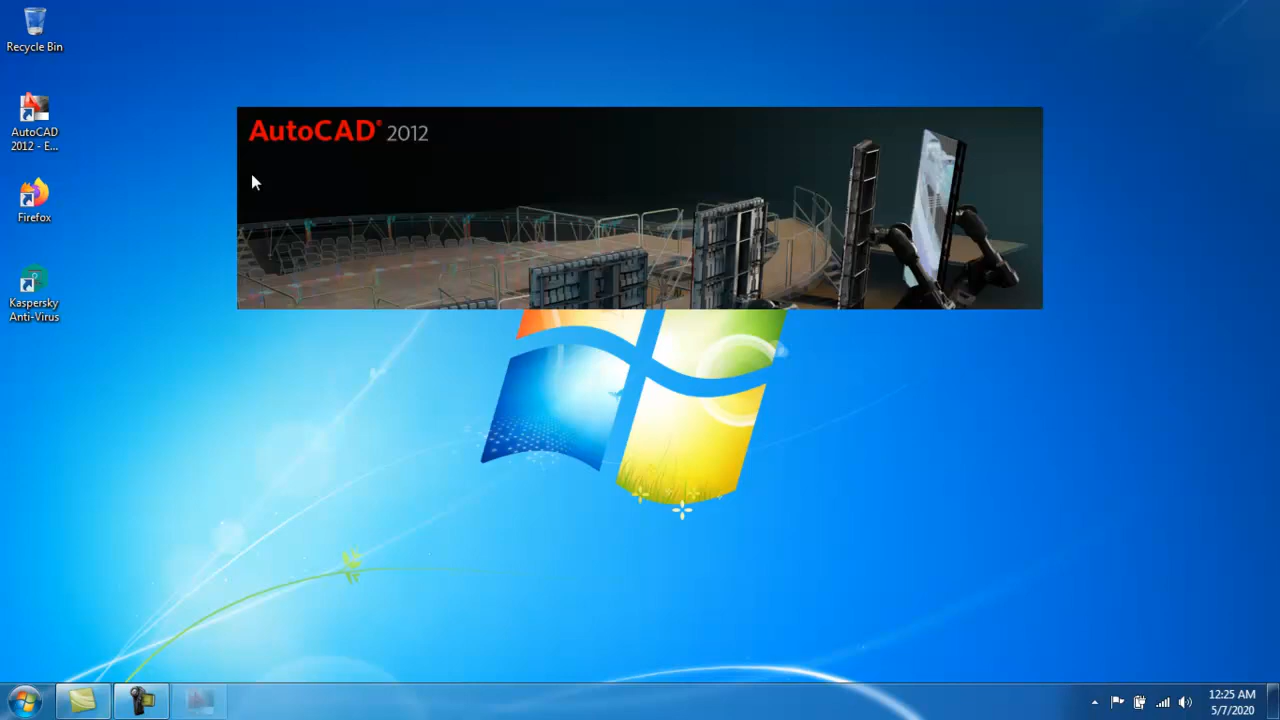 Recycle Bin
AutoCAD
2012 - E...
Firefox
Kaspersky
Anti-Virus
AutoCAD® 2012
12:25 AM
5/7/2020